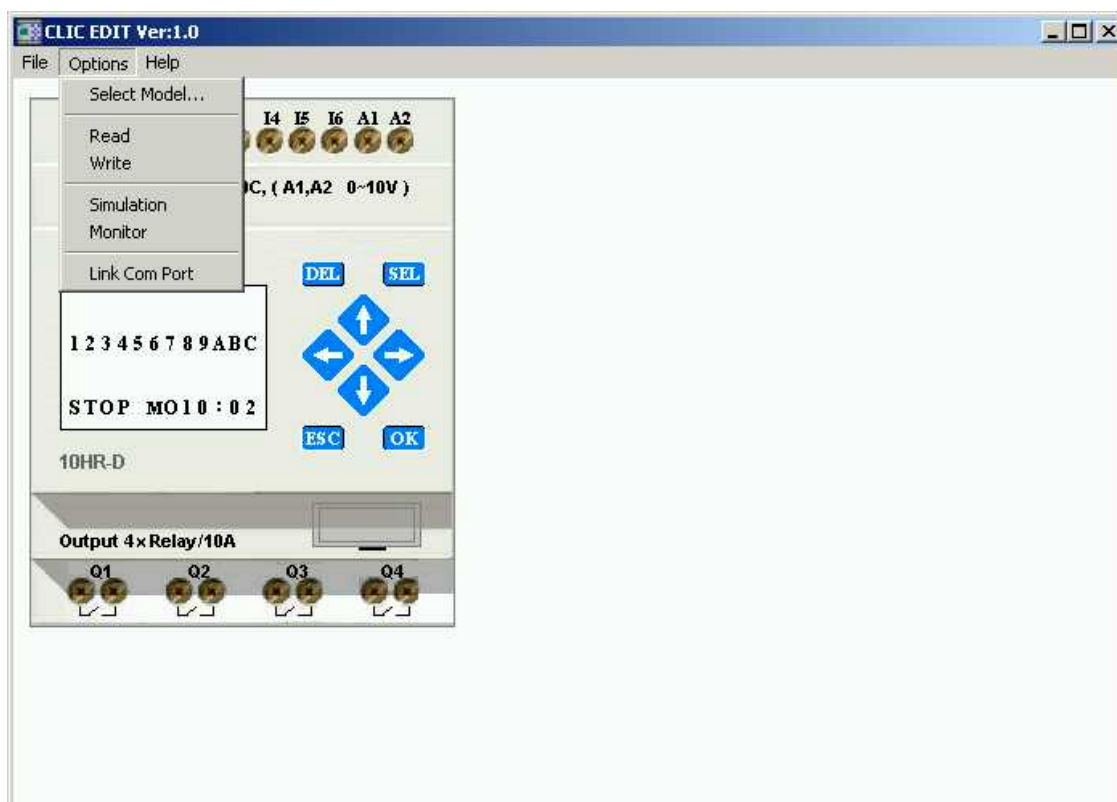 CLIC EDIT Ver:1.0
File Options Help
Select Model...
Read
Write
Simulation
Monitor
Link Com Port
I4 I5 I6 A1 A2
( A1,A2 0~10V )
DEL SEL
123456789ABC
STOP MO10:02
ESC OK
10HR-D
Output 4×Relay/10A
Q1 Q2 Q3 Q4